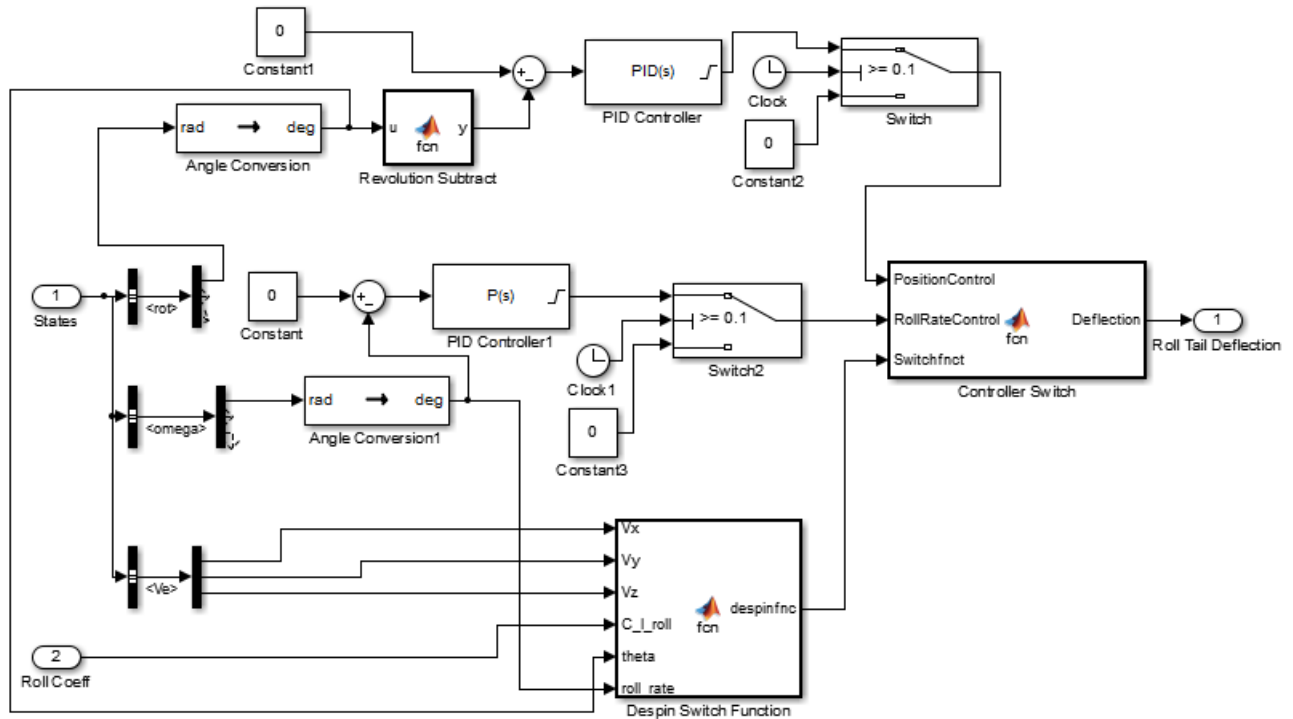 0
Constant1
rad → deg
Angle Conversion
u fcn y
Revolution Subtract
+ -
PID(s)
PID Controller
Clock
>= 0.1
Switch
0
Constant2
1
States
<rot>
0
Constant
+ -
P(s)
PID Controller1
Clock1
>= 0.1
Switch2
0
Constant3
PositionControl
RollRateControl
Switchfnct
fcn
Deflection
Controller Switch
1
Roll Tail Deflection
<omega>
rad → deg
Angle Conversion1
<Ve>
2
Roll Coeff
Vx
Vy
Vz
C_l_roll
theta
roll_rate
fcn
despinfnc
Despin Switch Function